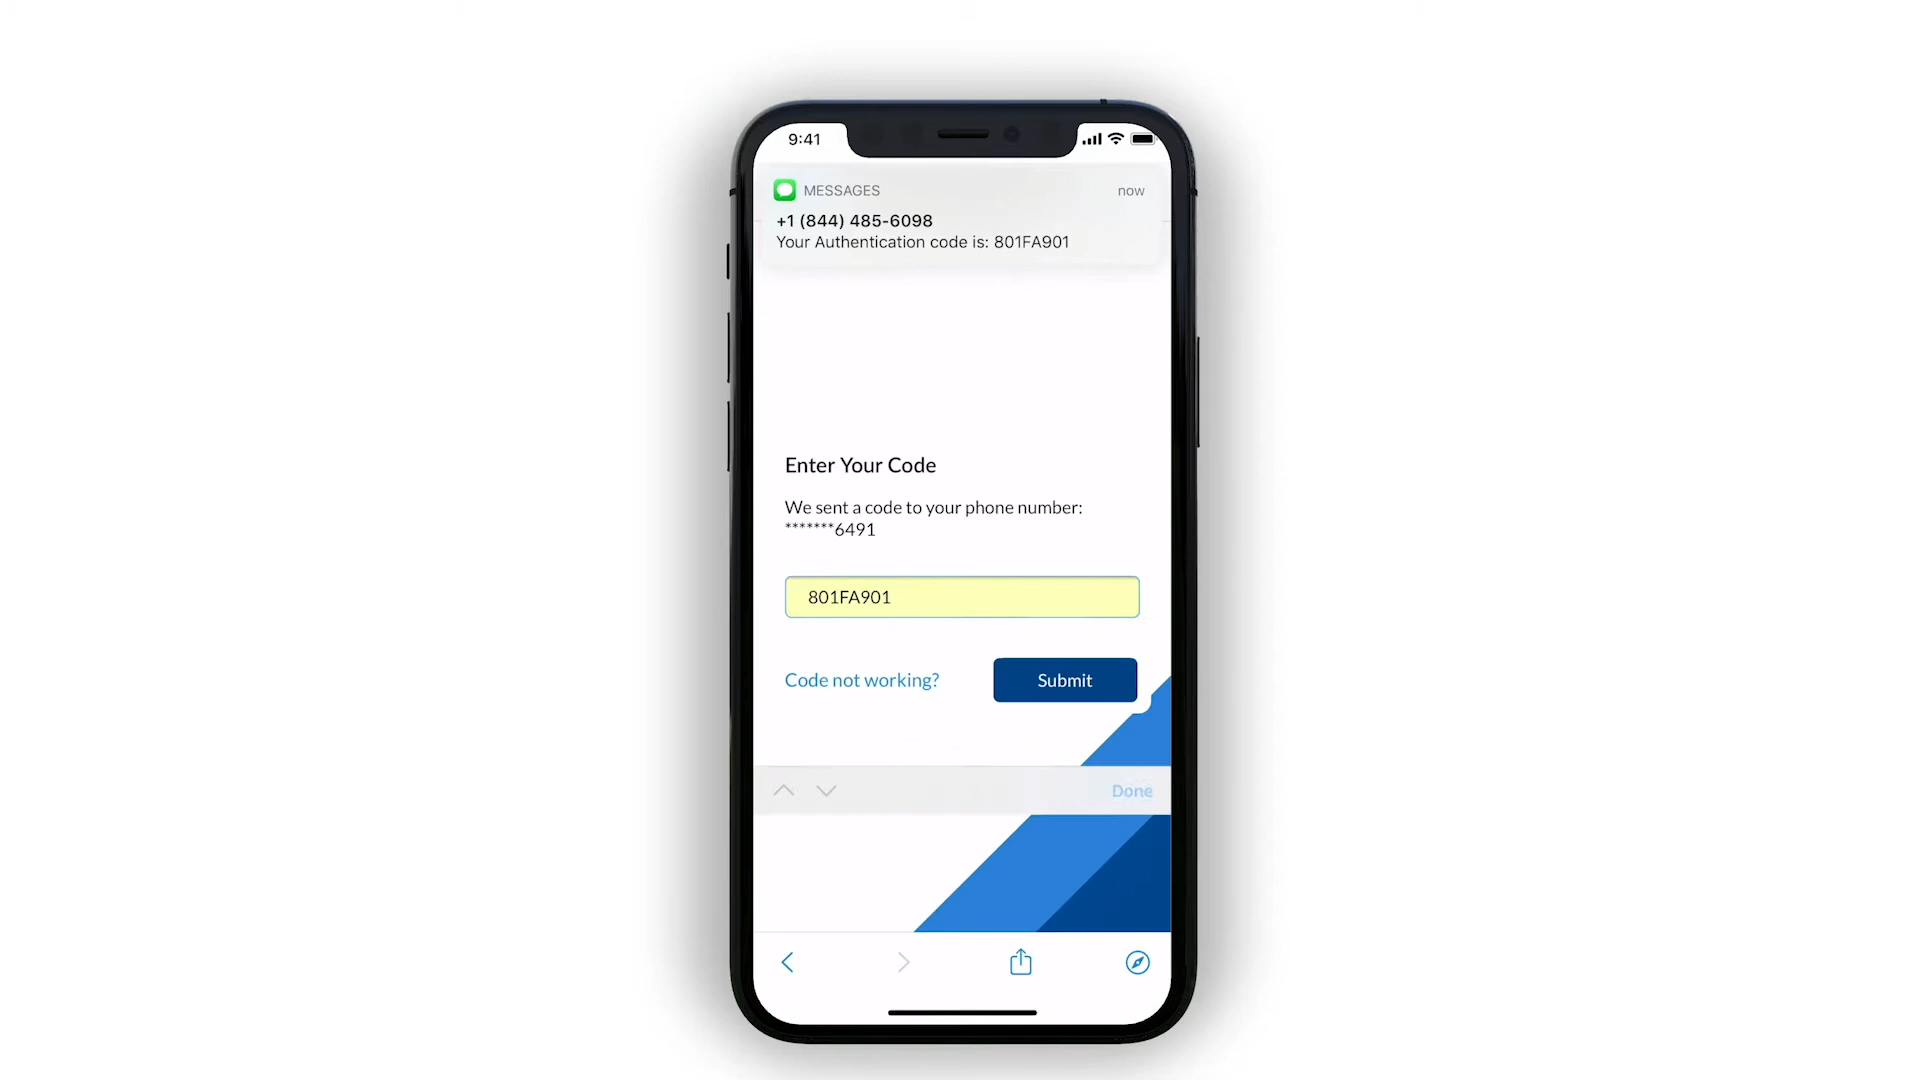 9:41
MESSAGES
now
+1 (844) 485-6098
Your Authentication code is: 801FA901
Enter Your Code
We sent a code to your phone number:
*******6491
801FA901
Code not working?
Submit
Done